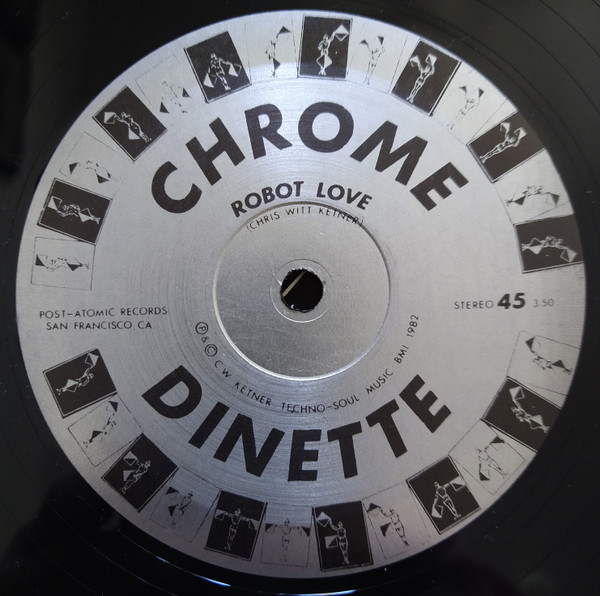 CHROME
ROBOT LOVE
(CHRIS WITT KETNER)
POST-ATOMIC RECORDS
SAN FRANCISCO CA
STEREO 45 3:50
Ⓟ & © C W KETNER TECHNO-SOUL MUSIC BMI 1982
DINETTE